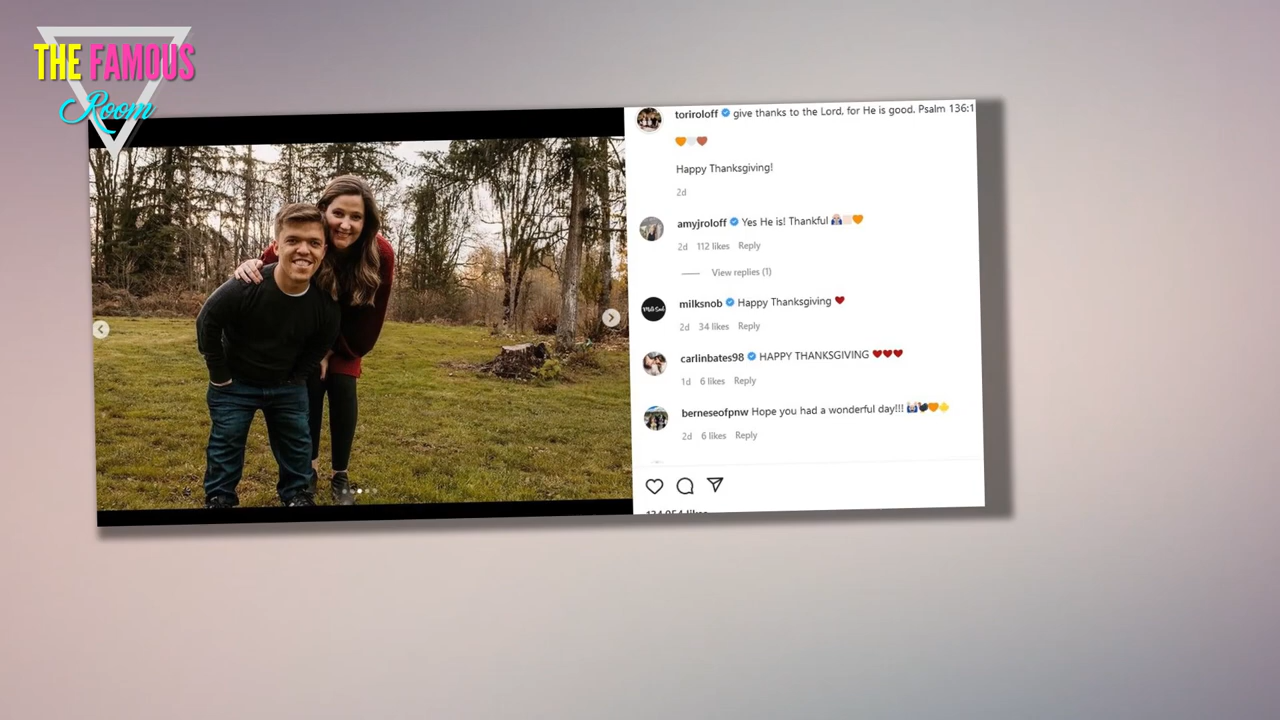 THE FAMOUS
Room
toriroloff give thanks to the Lord, for He is good. Psalm 136:1
Happy Thanksgiving!
2d
amyjroloff Yes He is! Thankful
2d 112 likes Reply
View replies (1)
milksnob Happy Thanksgiving
2d 34 likes Reply
carlinbates98 HAPPY THANKSGIVING
1d 6 likes Reply
berneseofpnw Hope you had a wonderful day!!!
2d 6 likes Reply